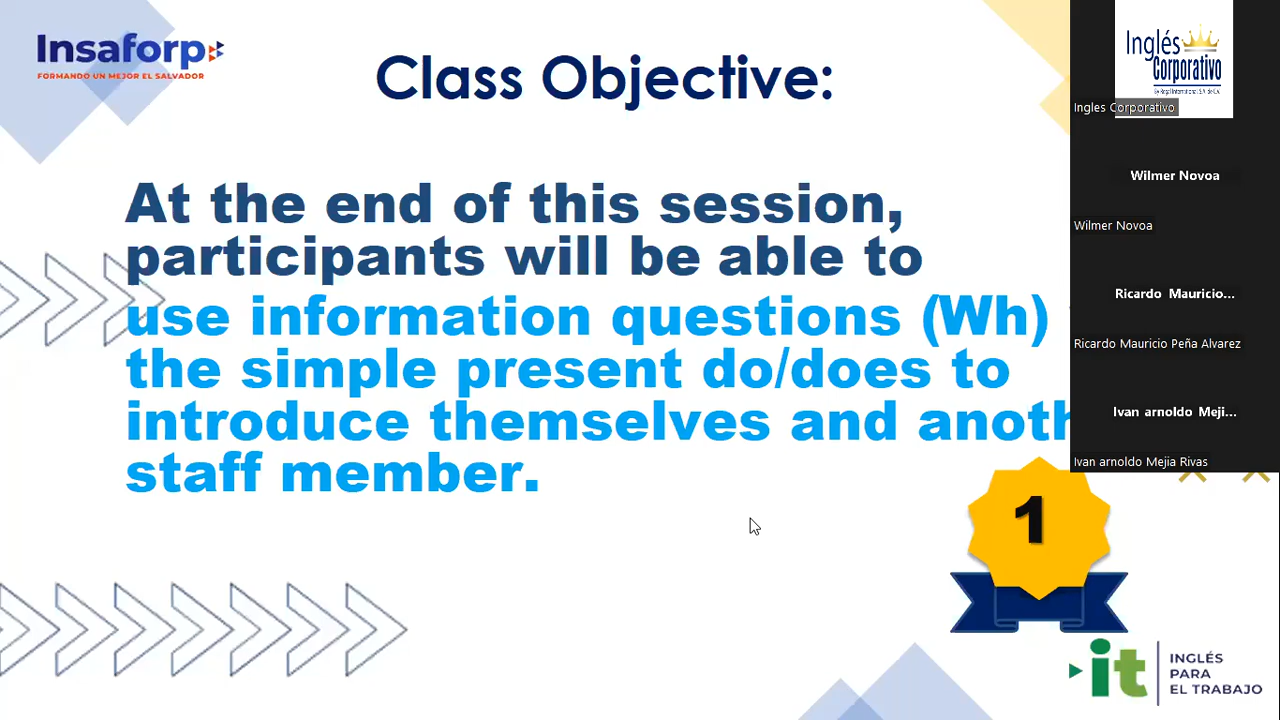 Insaforp
FORMANDO UN MEJOR EL SALVADOR
Class Objective:
At the end of this session,
participants will be able to
use information questions (Wh)
the simple present do/does to
introduce themselves and anoth
staff member.
1
it
INGLÉS
PARA
EL TRABAJO
Inglés
Corporativo
Ingles Corporativo
Wilmer Novoa
Wilmer Novoa
Ricardo Mauricio...
Ricardo Mauricio Peña Alvarez
Ivan arnoldo Meji...
Ivan arnoldo Mejia Rivas